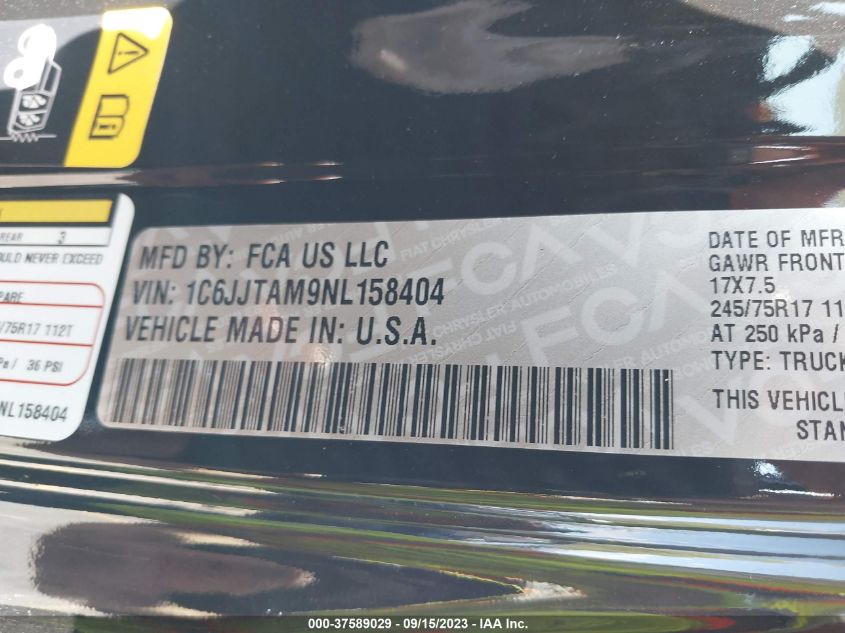 REAR 3
OULD NEVER EXCEED
PARE
/75R17 112T
Pa / 36 PSI
NL158404
MFD BY: FCA US LLC
VIN: 1C6JJTAM9NL158404
VEHICLE MADE IN: U.S.A.
DATE OF MFR
GAWR FRONT
17X7.5
245/75R17 11
AT 250 kPa /
TYPE: TRUCK
THIS VEHICLE
STAN
000-37589029 - 09/15/2023 - IAA Inc.